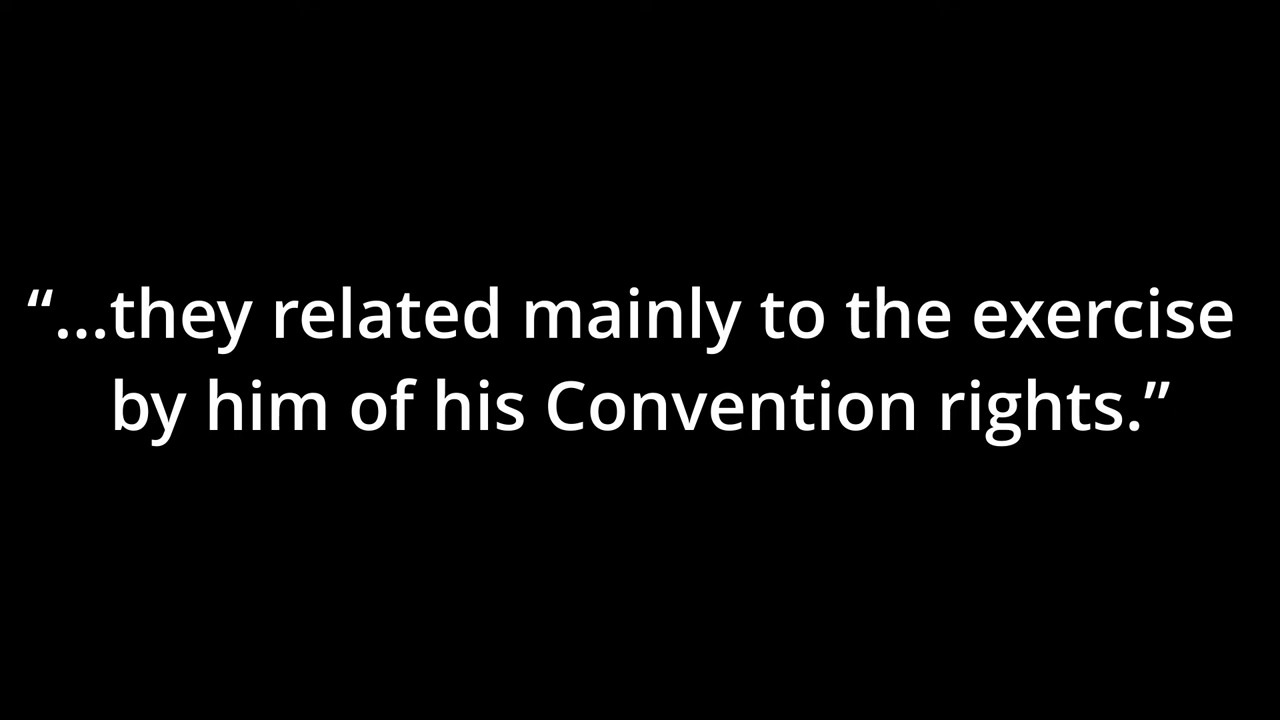 “...they related mainly to the exercise
by him of his Convention rights.”